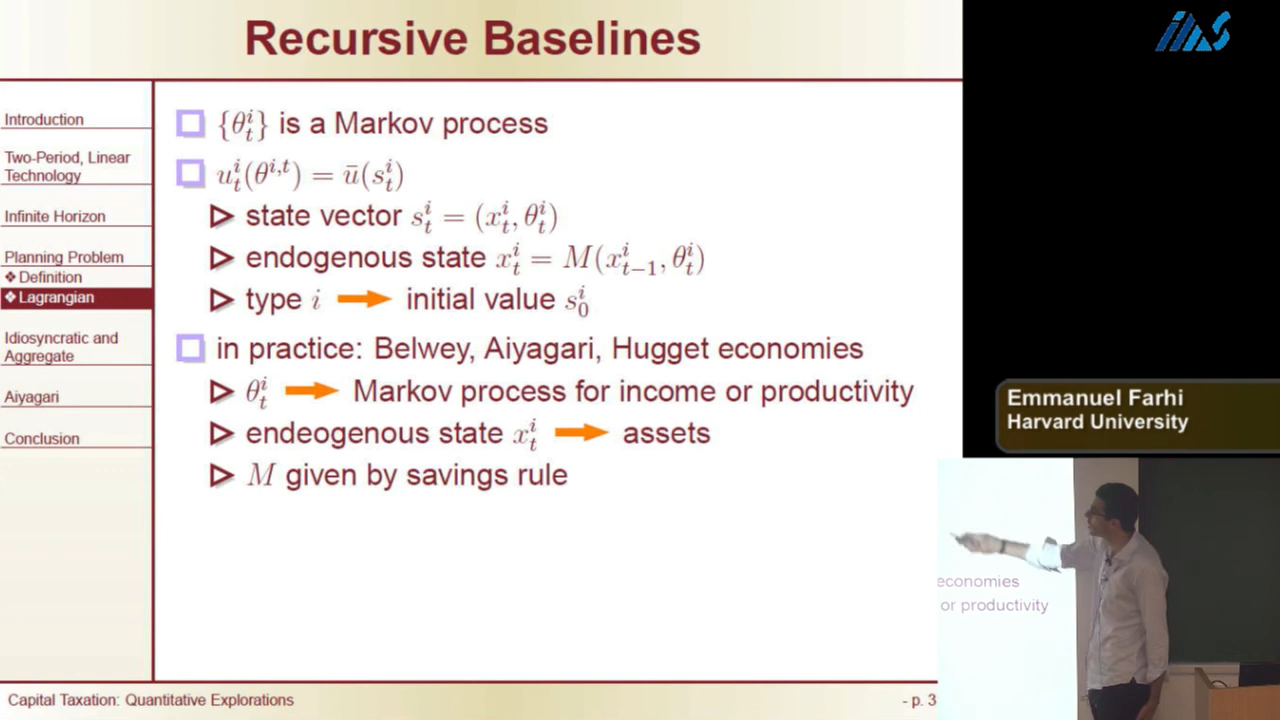 Recursive Baselines
Introduction
Two-Period, Linear
Technology
Infinite Horizon
Planning Problem
❖ Definition
❖ Lagrangian
Idiosyncratic and
Aggregate
Aiyagari
Conclusion
{θ_t^i} is a Markov process
u_t^i(θ^{i,t}) = ū(s_t^i)
state vector s_t^i = (x_t^i, θ_t^i)
endogenous state x_t^i = M(x_{t−1}^i, θ_t^i)
type i → initial value s_0^i
in practice: Belwey, Aiyagari, Hugget economies
θ_t^i → Markov process for income or productivity
endeogenous state x_t^i → assets
M given by savings rule
Capital Taxation: Quantitative Explorations
- p. 3
IMS
Emmanuel Farhi
Harvard University
economies
or productivity